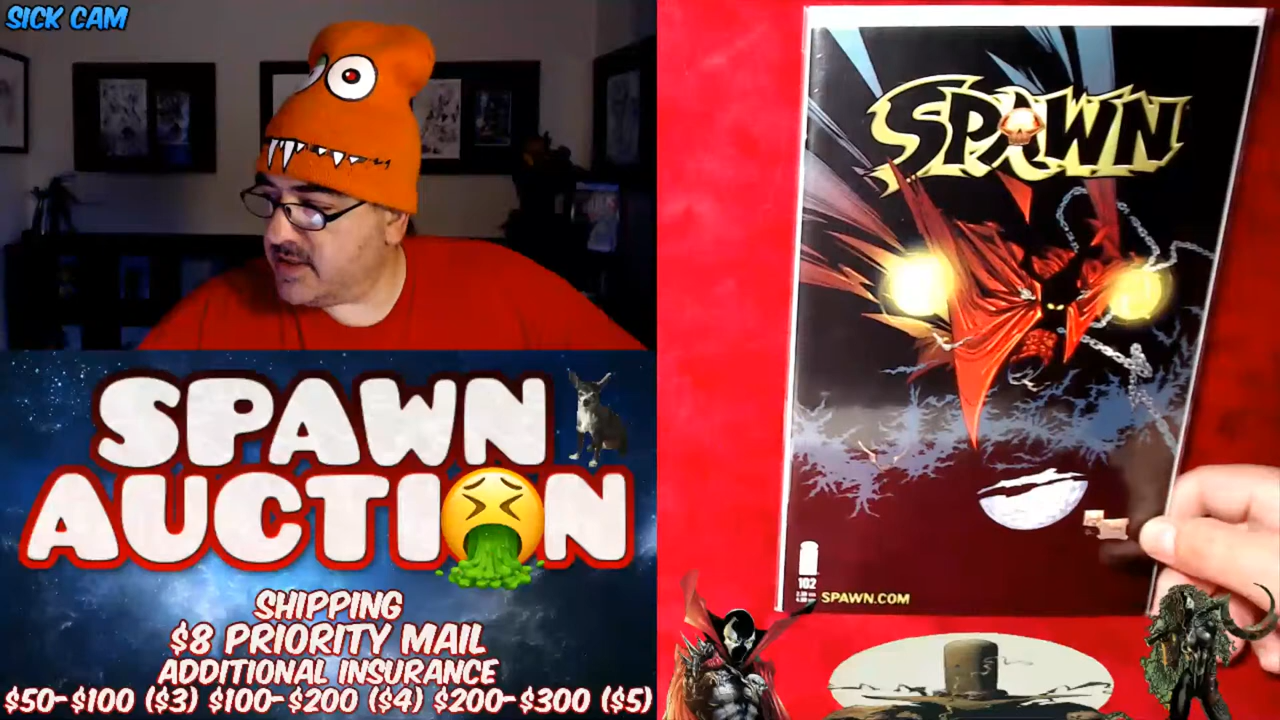 SICK CAM
SPAWN
AUCTION
SHIPPING
$8 PRIORITY MAIL
ADDITIONAL INSURANCE
$50-$100 ($3) $100-$200 ($4) $200-$300 ($5)
SPAWN
102
SPAWN.COM